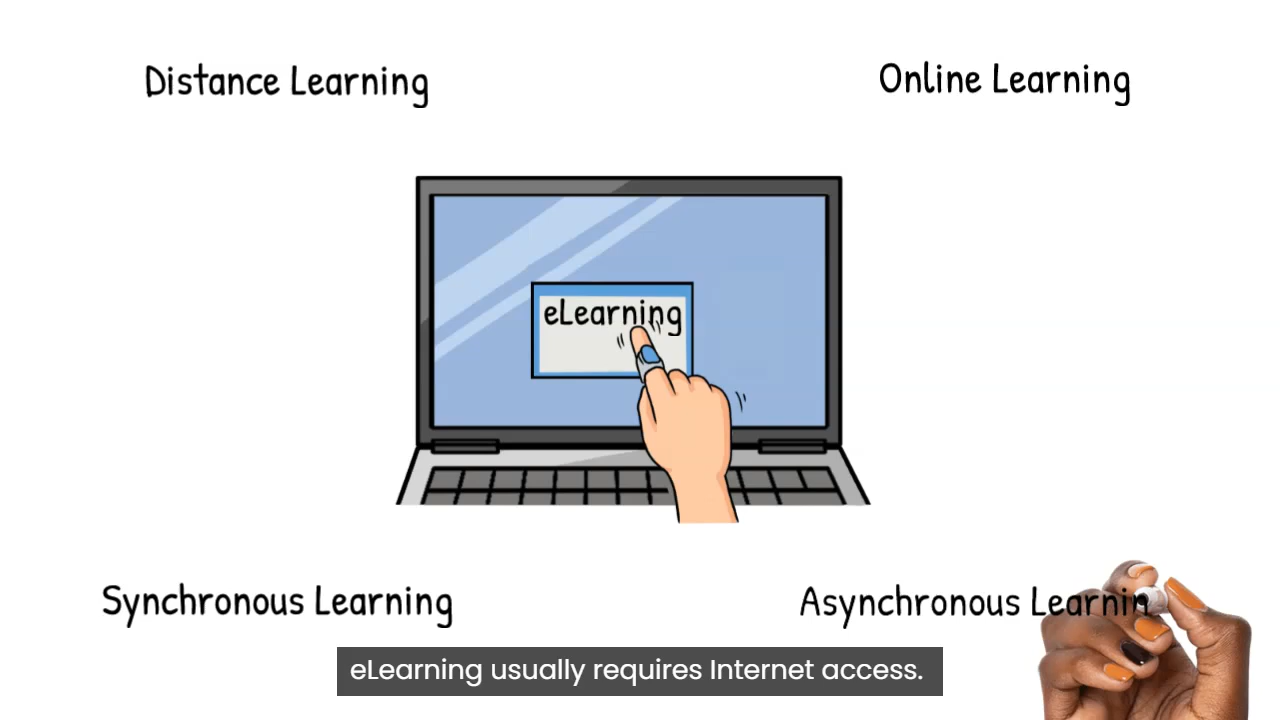 Distance Learning
Online Learning
eLearning
Synchronous Learning
Asynchronous Learnin
eLearning usually requires Internet access.